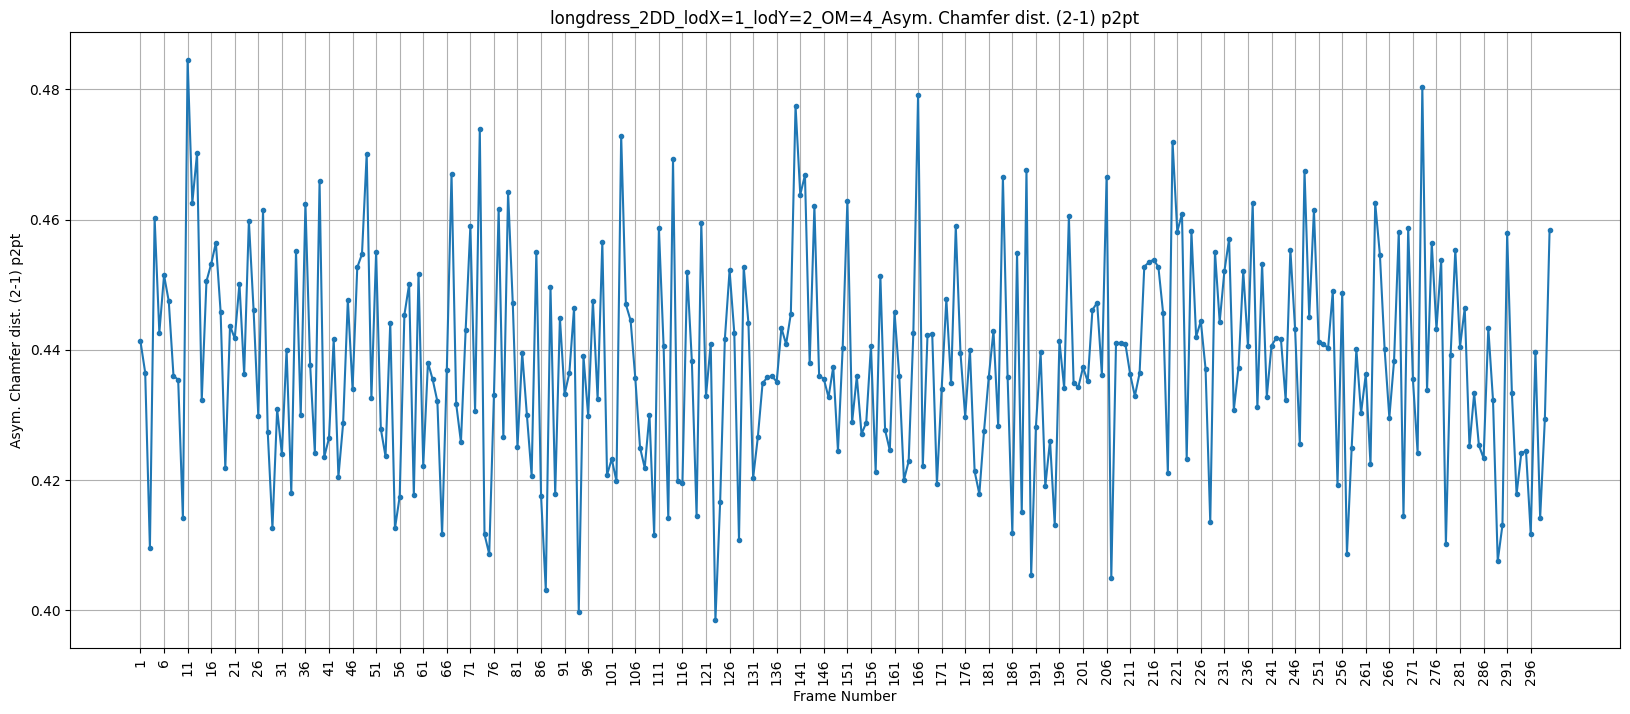 longdress_2DD_lodX=1_lodY=2_OM=4_Asym. Chamfer dist. (2-1) p2pt
Asym. Chamfer dist. (2-1) p2pt
0.48
0.46
0.44
0.42
0.40
1 6 11 16 21 26 31 36 41 46 51 56 61 66 71 76 81 86 91 96 101 106 111 116 121 126 131 136 141 146 151 156 161 166 171 176 181 186 191 196 201 206 211 216 221 226 231 236 241 246 251 256 261 266 271 276 281 286 291 296
Frame Number